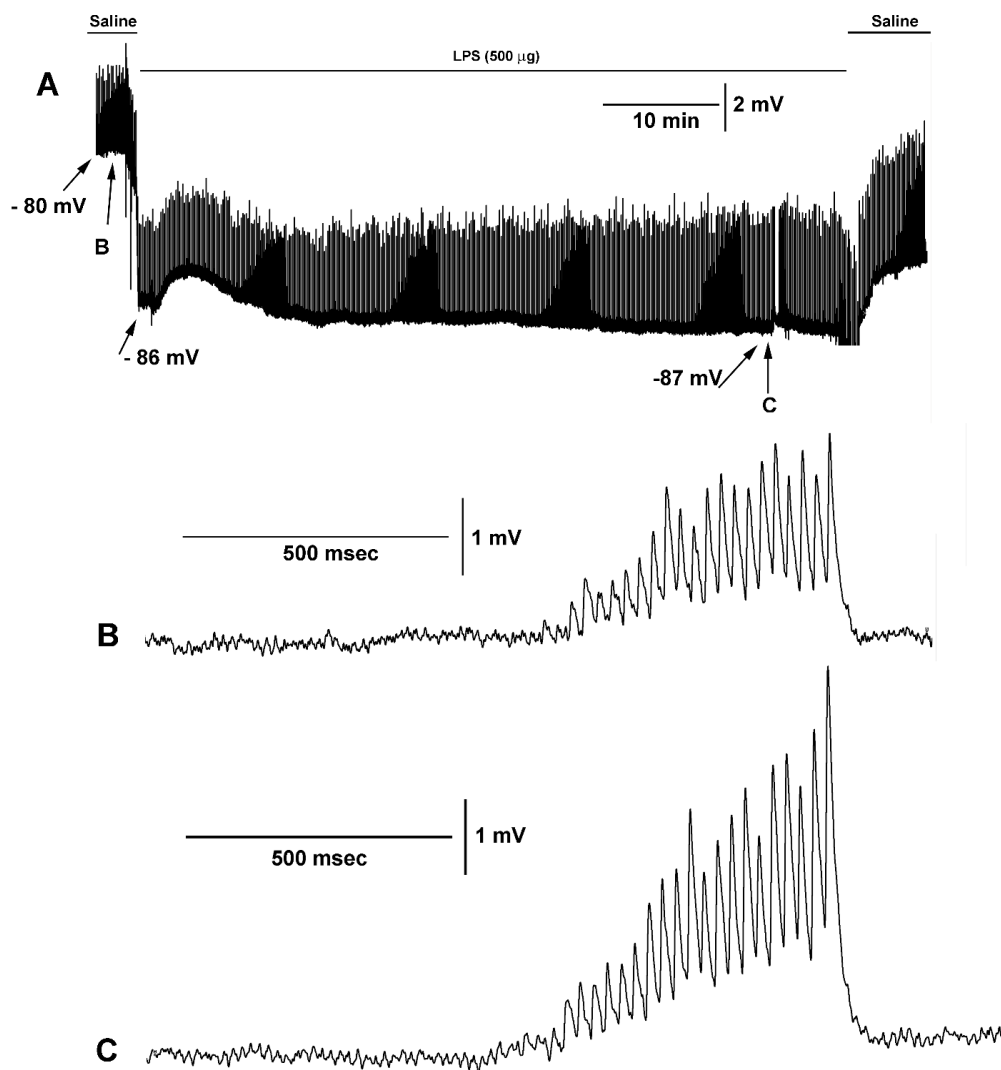 Saline
Saline
LPS (500 µg)
A
2 mV
10 min
- 80 mV
B
- 86 mV
-87 mV
C
1 mV
500 msec
B
1 mV
500 msec
C